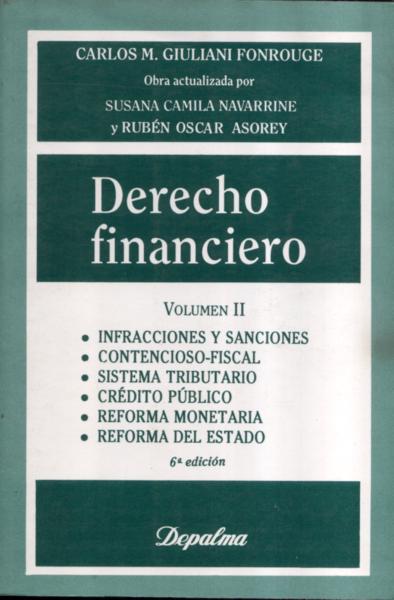 CARLOS M. GIULIANI FONROUGE
Obra actualizada por
SUSANA CAMILA NAVARRINE
y RUBÉN OSCAR ASOREY
Derecho
financiero
VOLUMEN II
• INFRACCIONES Y SANCIONES
• CONTENCIOSO-FISCAL
• SISTEMA TRIBUTARIO
• CRÉDITO PÚBLICO
• REFORMA MONETARIA
• REFORMA DEL ESTADO
6ª edición
Depalma